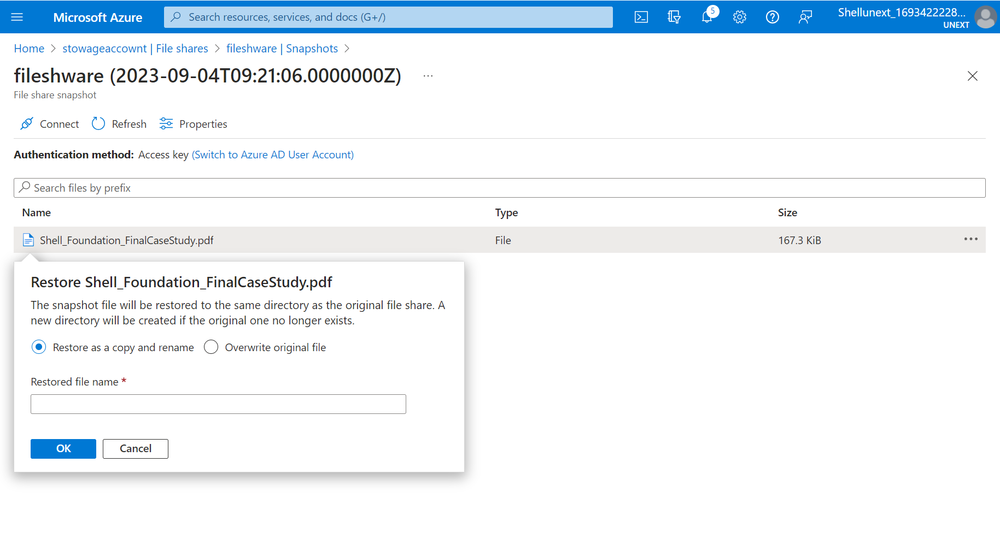 Microsoft Azure
Search resources, services, and docs (G+/)
5
Shellunext_1693422228...
UNEXT
Home > stowageaccownt | File shares > fileshware | Snapshots >
fileshware (2023-09-04T09:21:06.0000000Z) ...
File share snapshot
Connect Refresh Properties
Authentication method: Access key (Switch to Azure AD User Account)
Search files by prefix
Name Type Size
Shell_Foundation_FinalCaseStudy.pdf File 167.3 KiB
Restore Shell_Foundation_FinalCaseStudy.pdf
The snapshot file will be restored to the same directory as the original file share. A
new directory will be created if the original one no longer exists.
Restore as a copy and rename Overwrite original file
Restored file name *
OK Cancel